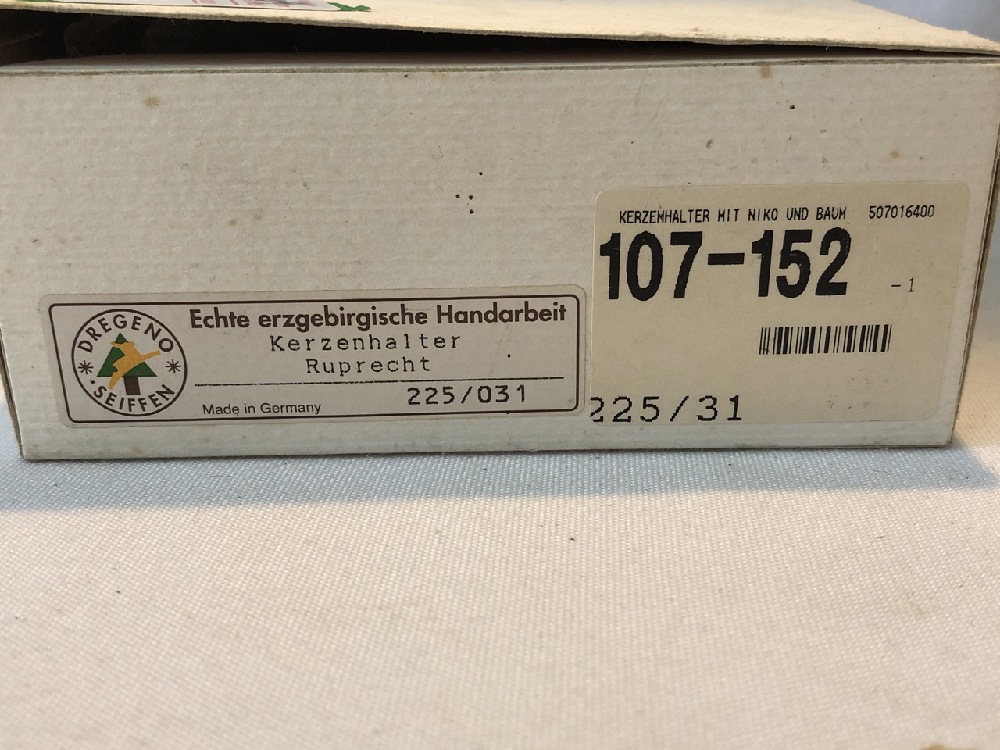 DREGENO
SEIFFEN
Echte erzgebirgische Handarbeit
Kerzenhalter
Ruprecht
225/031
Made in Germany
KERZENHALTER MIT NIKO UND BAUM 507016400
107-152 -1
225/31